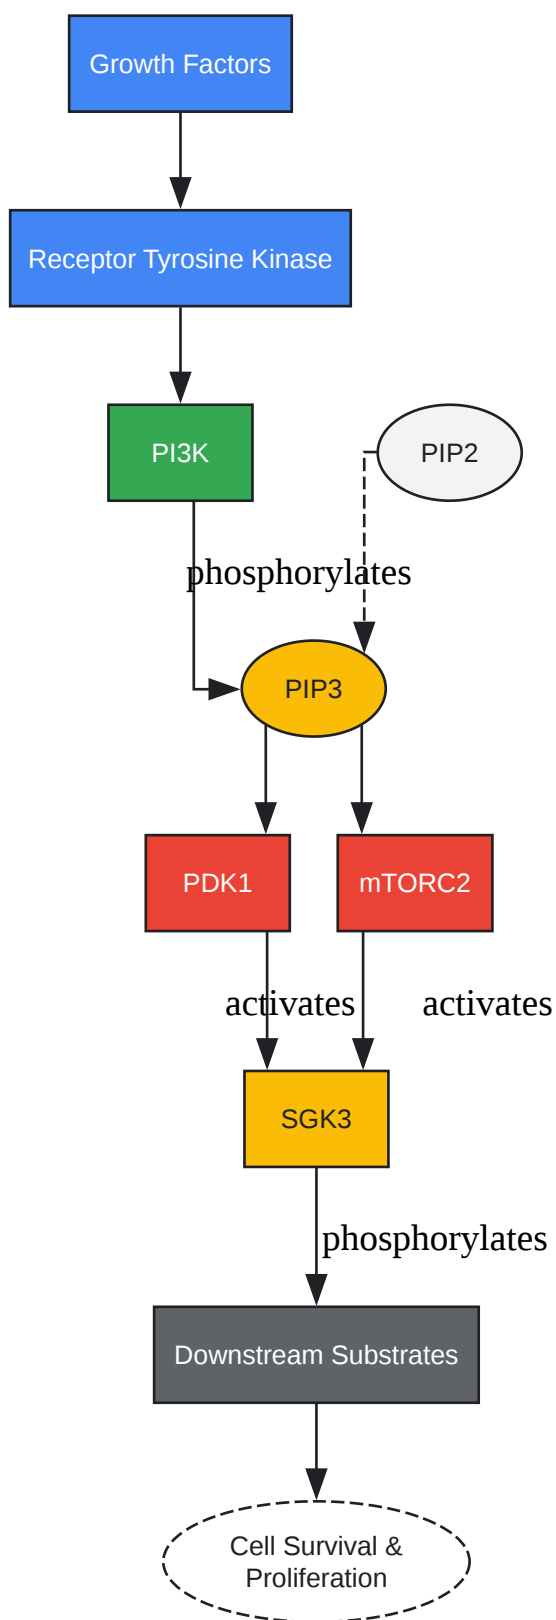 Growth Factors
Receptor Tyrosine Kinase
PI3K
PIP2
phosphorylates
PIP3
PDK1
mTORC2
activates
activates
SGK3
phosphorylates
Downstream Substrates
Cell Survival &
Proliferation